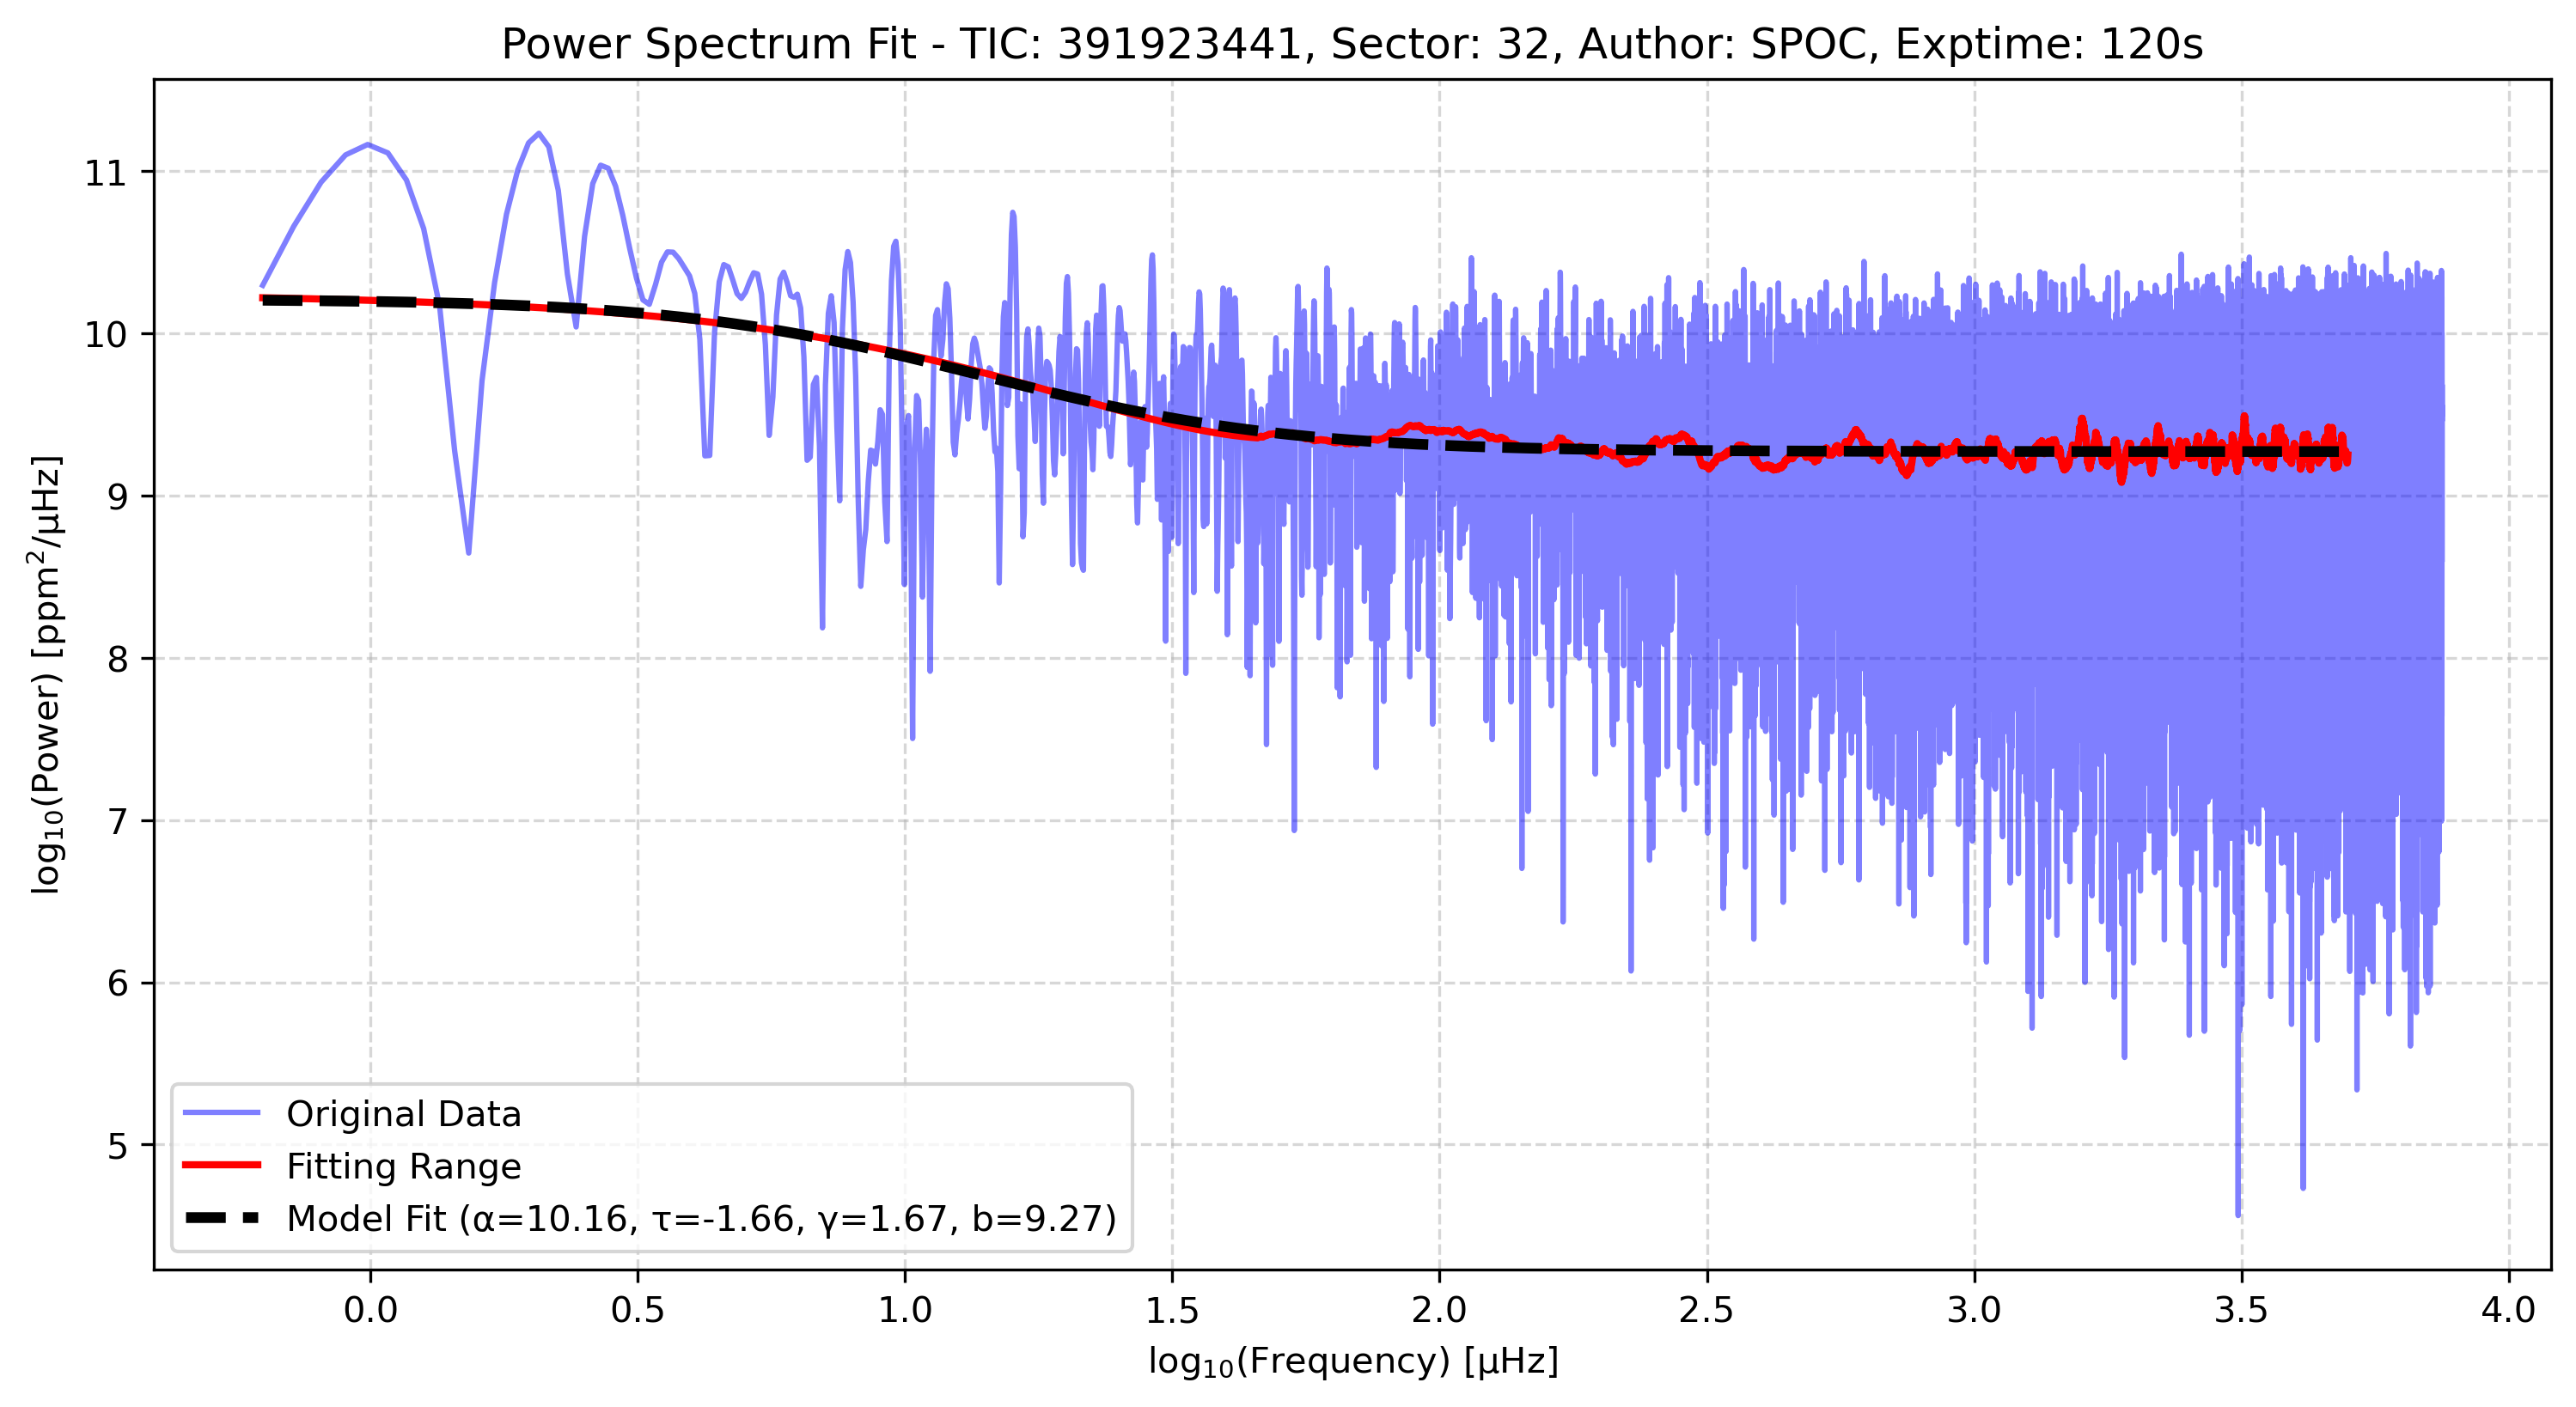 Power Spectrum Fit - TIC: 391923441, Sector: 32, Author: SPOC, Exptime: 120s
log₁₀(Power) [ppm²/μHz]
11
10
9
8
7
6
5
Original Data
Fitting Range
Model Fit (α=10.16, τ=-1.66, γ=1.67, b=9.27)
0.0 0.5 1.0 1.5 2.0 2.5 3.0 3.5 4.0
log₁₀(Frequency) [μHz]